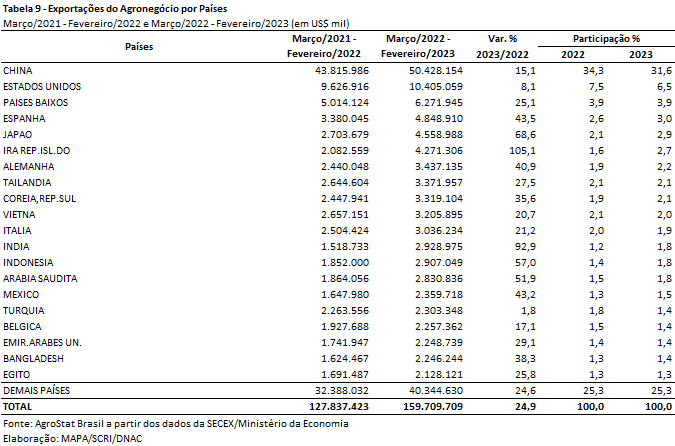 Tabela 9 - Exportações do Agronegócio por Países
Março/2021 - Fevereiro/2022 e Março/2022 - Fevereiro/2023 (em US$ mil)
Países Março/2021 - Fevereiro/2022 Março/2022 - Fevereiro/2023 Var. % 2023/2022 Participação % 2022 2023
CHINA 43.815.986 50.428.154 15,1 34,3 31,6
ESTADOS UNIDOS 9.626.916 10.405.059 8,1 7,5 6,5
PAISES BAIXOS 5.014.124 6.271.945 25,1 3,9 3,9
ESPANHA 3.380.045 4.848.910 43,5 2,6 3,0
JAPAO 2.703.679 4.558.988 68,6 2,1 2,9
IRA REP.ISL.DO 2.082.559 4.271.306 105,1 1,6 2,7
ALEMANHA 2.440.048 3.437.135 40,9 1,9 2,2
TAILANDIA 2.644.604 3.371.957 27,5 2,1 2,1
COREIA,REP.SUL 2.447.941 3.319.104 35,6 1,9 2,1
VIETNA 2.657.151 3.205.895 20,7 2,1 2,0
ITALIA 2.504.424 3.036.234 21,2 2,0 1,9
INDIA 1.518.733 2.928.975 92,9 1,2 1,8
INDONESIA 1.852.000 2.907.049 57,0 1,4 1,8
ARABIA SAUDITA 1.864.056 2.830.836 51,9 1,5 1,8
MEXICO 1.647.980 2.359.718 43,2 1,3 1,5
TURQUIA 2.263.556 2.303.348 1,8 1,8 1,4
BELGICA 1.927.688 2.257.362 17,1 1,5 1,4
EMIR.ARABES UN. 1.741.947 2.248.739 29,1 1,4 1,4
BANGLADESH 1.624.467 2.246.244 38,3 1,3 1,4
EGITO 1.691.487 2.128.121 25,8 1,3 1,3
DEMAIS PAÍSES 32.388.032 40.344.630 24,6 25,3 25,3
TOTAL 127.837.423 159.709.709 24,9 100,0 100,0
Fonte: AgroStat Brasil a partir dos dados da SECEX/Ministério da Economia
Elaboração: MAPA/SCRI/DNAC